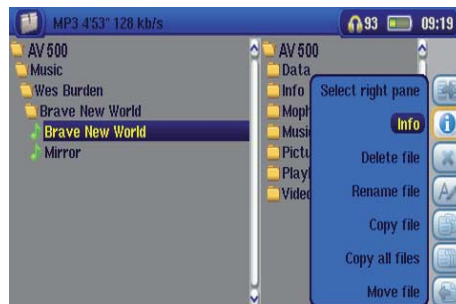 MP3 4'53" 128 kb/s
93
09:19
AV 500
Music
Wes Burden
Brave New World
Brave New World
Mirror
AV 500
Data
Info
Moph
Musi
Pictu
Playl
Video
Select right pane
Info
Delete file
Rename file
Copy file
Copy all files
Move file